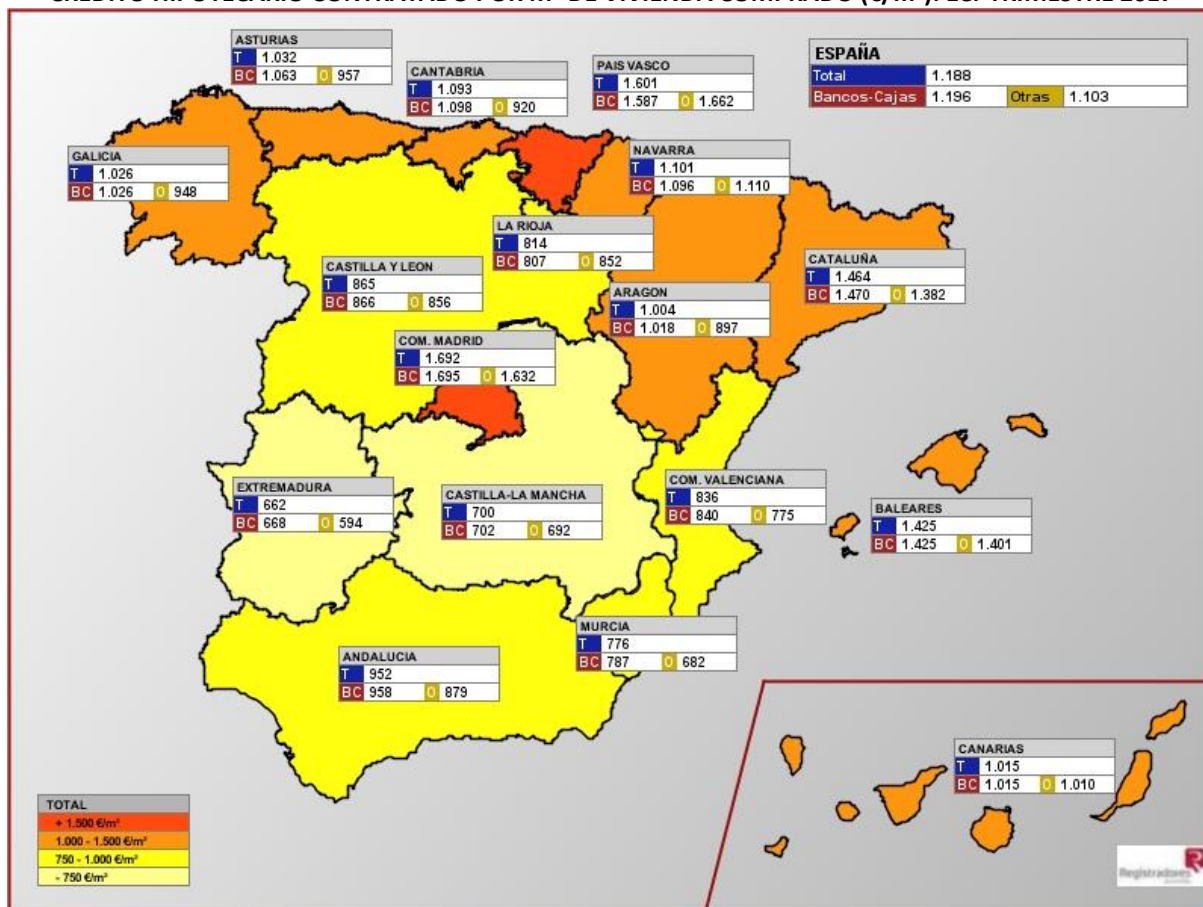 ASTURIAS
T 1.032
BC 1.063 O 957
CANTABRIA
T 1.093
BC 1.098 O 920
PAIS VASCO
T 1.601
BC 1.587 O 1.662
ESPAÑA
Total 1.188
Bancos-Cajas 1.196 Otras 1.103
GALICIA
T 1.026
BC 1.026 O 948
NAVARRA
T 1.101
BC 1.096 O 1.110
LA RIOJA
T 814
BC 807 O 852
CASTILLA Y LEON
T 865
BC 866 O 856
CATALUÑA
T 1.464
BC 1.470 O 1.382
ARAGON
T 1.004
BC 1.018 O 897
COM. MADRID
T 1.692
BC 1.695 O 1.632
EXTREMADURA
T 662
BC 668 O 594
CASTILLA-LA MANCHA
T 700
BC 702 O 692
COM. VALENCIANA
T 836
BC 840 O 775
BALEARES
T 1.425
BC 1.425 O 1.401
MURCIA
T 776
BC 787 O 682
ANDALUCIA
T 952
BC 958 O 879
CANARIAS
T 1.015
BC 1.015 O 1.010
TOTAL
+ 1.500 €/m²
1.000 - 1.500 €/m²
750 - 1.000 €/m²
- 750 €/m²
Registradores